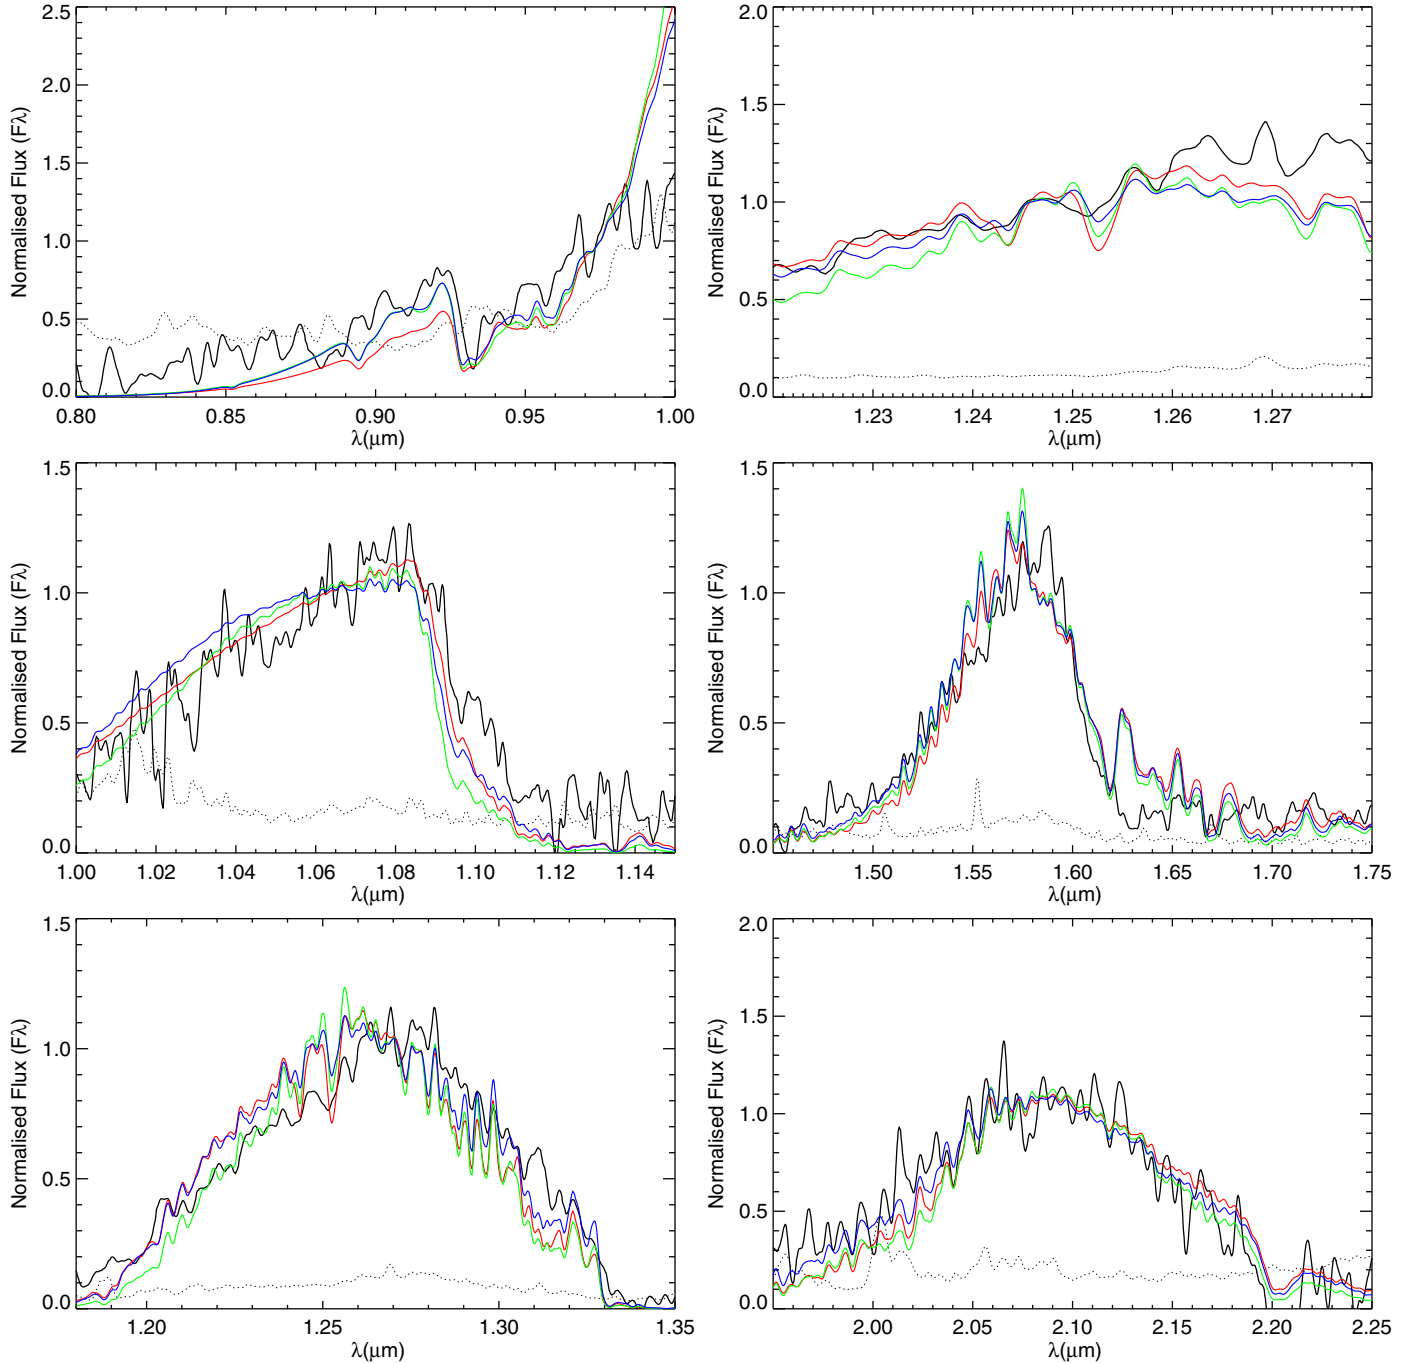 2.5
2.0
1.5
1.0
0.5
0.0
Normalised Flux (Fλ)
0.80 0.85 0.90 0.95 1.00
λ(μm)
2.0
1.5
1.0
0.5
0.0
Normalised Flux (Fλ)
1.23 1.24 1.25 1.26 1.27
λ(μm)
1.5
1.0
0.5
0.0
Normalised Flux (Fλ)
1.00 1.02 1.04 1.06 1.08 1.10 1.12 1.14
λ(μm)
1.5
1.0
0.5
0.0
Normalised Flux (Fλ)
1.50 1.55 1.60 1.65 1.70 1.75
λ(μm)
1.5
1.0
0.5
0.0
Normalised Flux (Fλ)
1.20 1.25 1.30 1.35
λ(μm)
2.0
1.5
1.0
0.5
0.0
Normalised Flux (Fλ)
2.00 2.05 2.10 2.15 2.20 2.25
λ(μm)